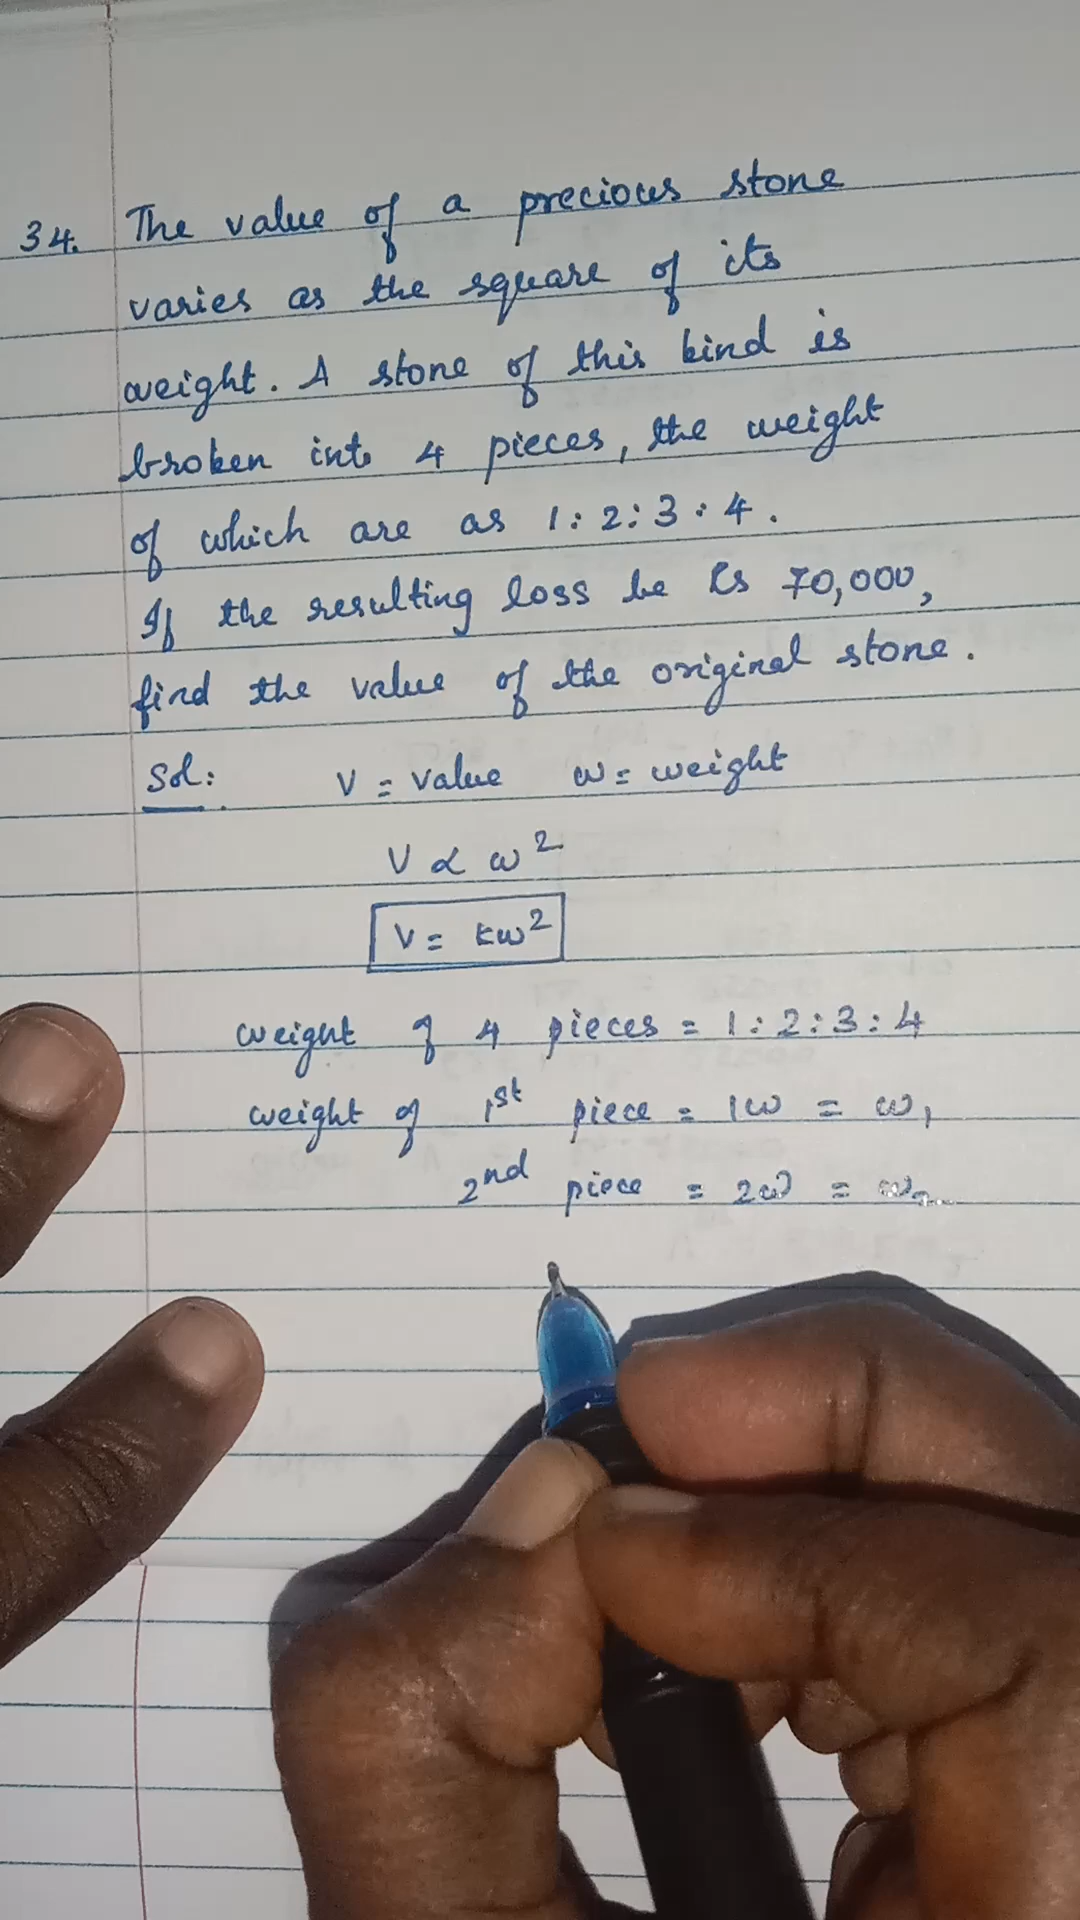 34. The value of a precious stone
varies as the square of its
weight. A stone of this kind is
broken into 4 pieces, the weight
of which are as 1:2:3:4.
If the resulting loss be Rs 70,000,
find the value of the original stone.
Sol: V = value w = weight
V ∝ w²
V = kw²
weight of 4 pieces = 1:2:3:4
weight of 1st piece = 1w = w₁
2nd piece = 2w = w₂